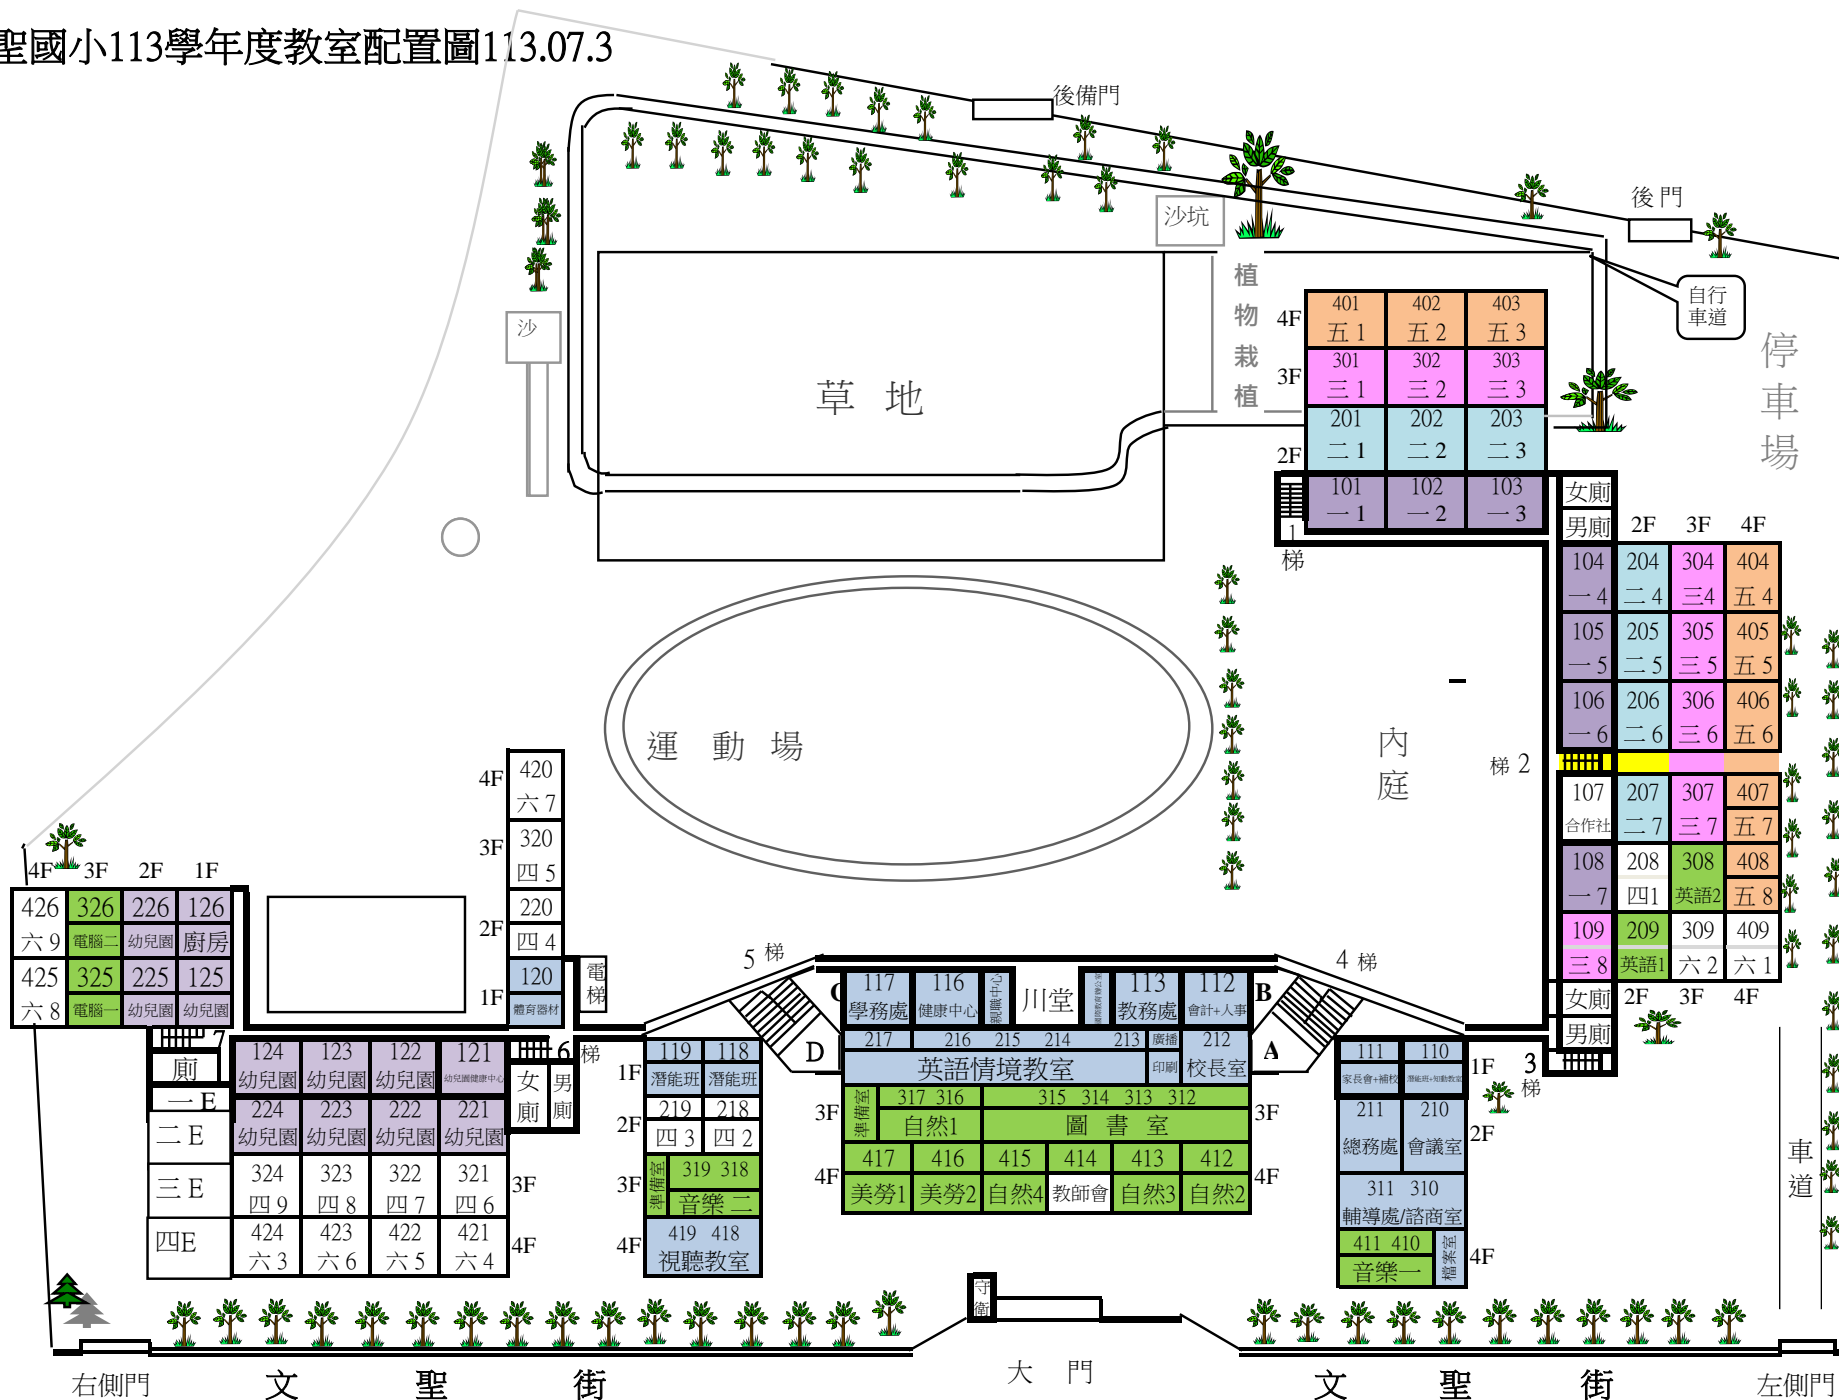 聖國小113學年度教室配置圖113.07.3
後備門
後門
沙坑
自行
車道
停
車
場
植
物
栽
植
沙
草 地
4F
401 402 403
五1 五2 五3
3F
301 302 303
三1 三2 三3
2F
201 202 203
二1 二2 二3
101 102 103
一1 一2 一3
1
梯
女廁
男廁
2F 3F 4F
104 204 304 404
一4 二4 三4 五4
105 205 305 405
一5 二5 三5 五5
106 206 306 406
一6 二6 三6 五6
梯 2
107 207 307 407
合作社 二7 三7 五7
108 208 308 408
一7 四1 英語2 五8
109 209 309 409
三8 英語1 六2 六1
女廁
男廁
2F 3F 4F
3
梯
運 動 場
內
庭
4F
420
六7
3F
320
四5
2F
220
四4
1F
120
體育器材
電
梯
4F 3F 2F 1F
426 326 226 126
六9 電腦二 幼兒園 廚房
425 325 225 125
六8 電腦一 幼兒園 幼兒園
7
廁
一E
二E
三E
四E
124 123 122 121
幼兒園 幼兒園 幼兒園 幼兒園健康中心
224 223 222 221
幼兒園 幼兒園 幼兒園 幼兒園
324 323 322 321
四9 四8 四7 四6
3F
424 423 422 421
六3 六6 六5 六4
4F
6
梯
女
廁
男
廁
1F
119 118
潛能班 潛能班
2F
219 218
四3 四2
3F
準備室
319 318
音樂二
4F
419 418
視聽教室
5 梯
4 梯
C
D
B
A
117 116 親職中心 川堂 113 112
學務處 健康中心 教務處 會計+人事
217 216 215 214 213 廣播 212
英語情境教室 印刷 校長室
3F
準備室
317 316 315 314 313 312
自然1 圖書室
3F
4F
417 416 415 414 413 412
美勞1 美勞2 自然4 教師會 自然3 自然2
4F
111 110
家長會+補校
1F
211 210
總務處 會議室
2F
311 310
輔導處/諮商室
411 410
音樂一
檔案室
4F
車
道
守
衛
大 門
右側門
文 聖 街
文 聖 街
左側門